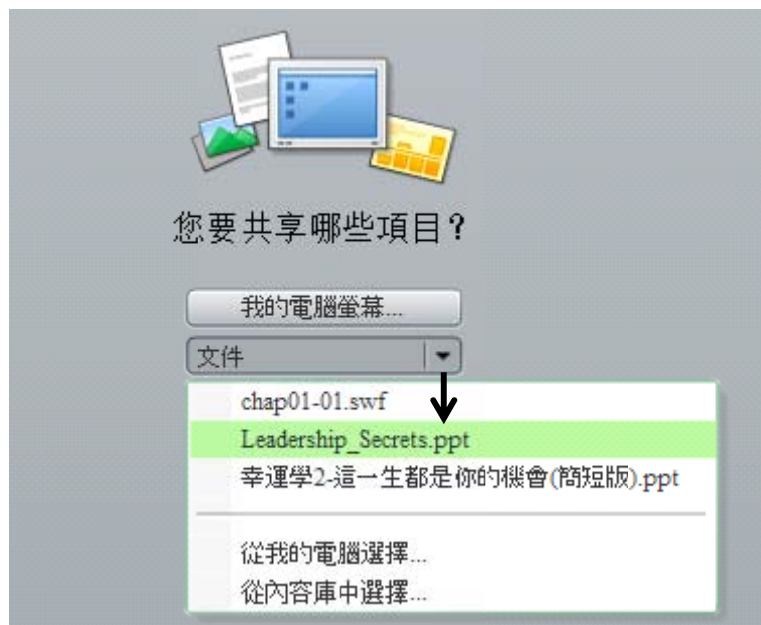 您要共享哪些項目？
我的電腦螢幕...
文件
chap01-01.swf
Leadership_Secrets.ppt
幸運學2-這一生都是你的機會(簡短版).ppt
從我的電腦選擇...
從內容庫中選擇...